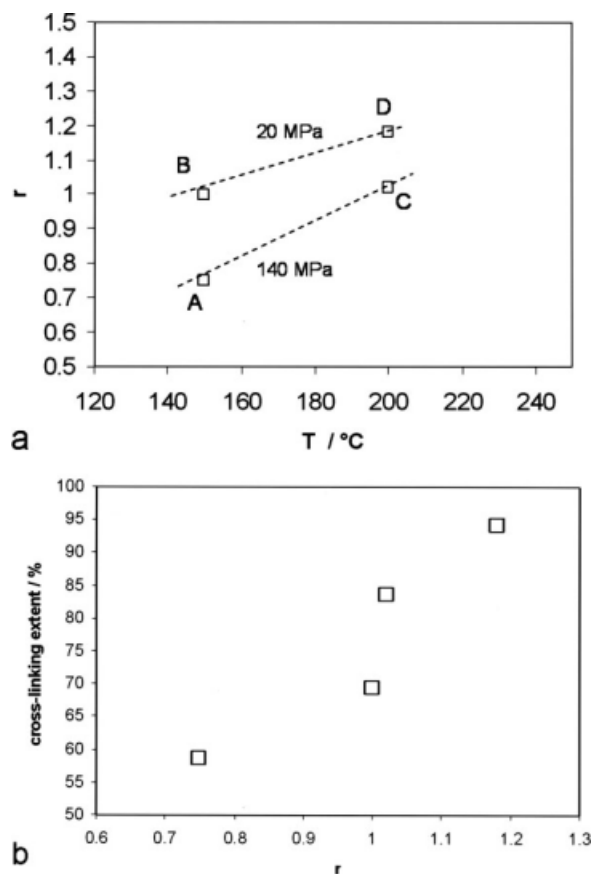 1.5
1.4
1.3
1.2
1.1
1
0.9
0.8
0.7
0.6
0.5
r
D
20 MPa
B
C
140 MPa
A
120 140 160 180 200 220 240
T / °C
a
100
95
90
85
80
75
70
65
60
55
50
cross-linking extent / %
0.6 0.7 0.8 0.9 1 1.1 1.2 1.3
r
b